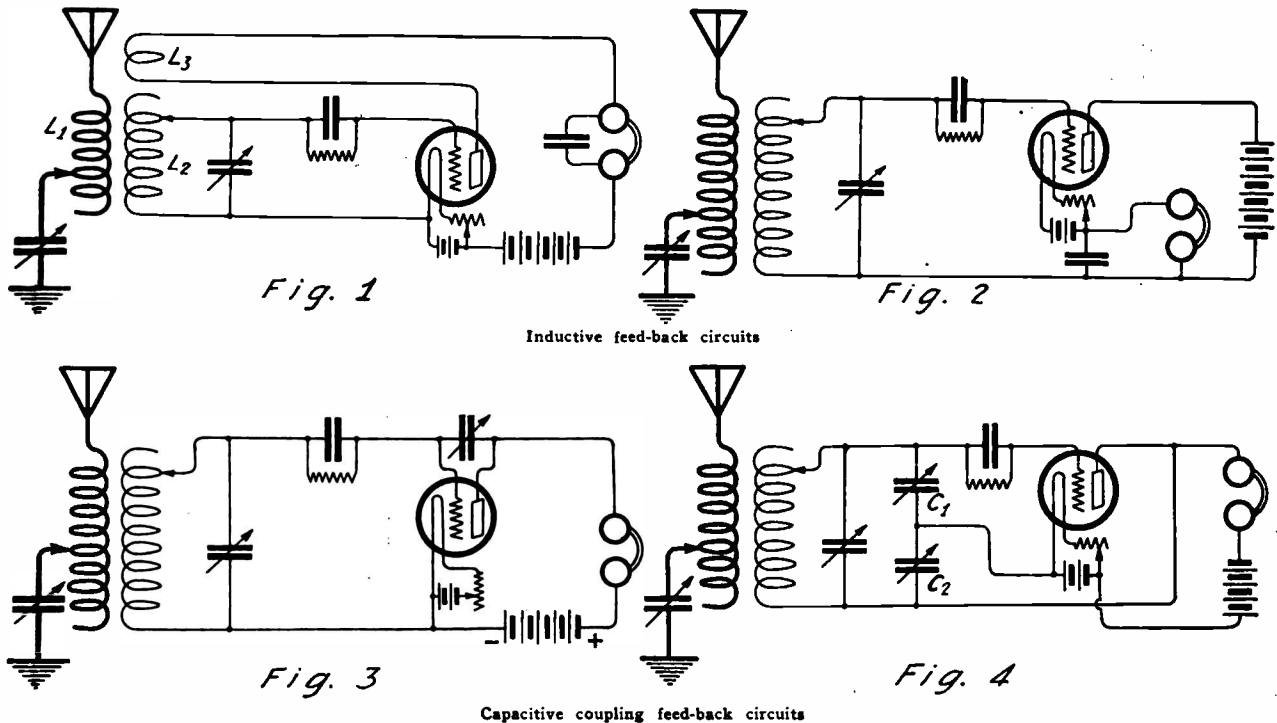 L1
L2
L3
Fig. 1
Fig. 2
Inductive feed-back circuits
- +
Fig. 3
C1
C2
Fig. 4
Capacitive coupling feed-back circuits